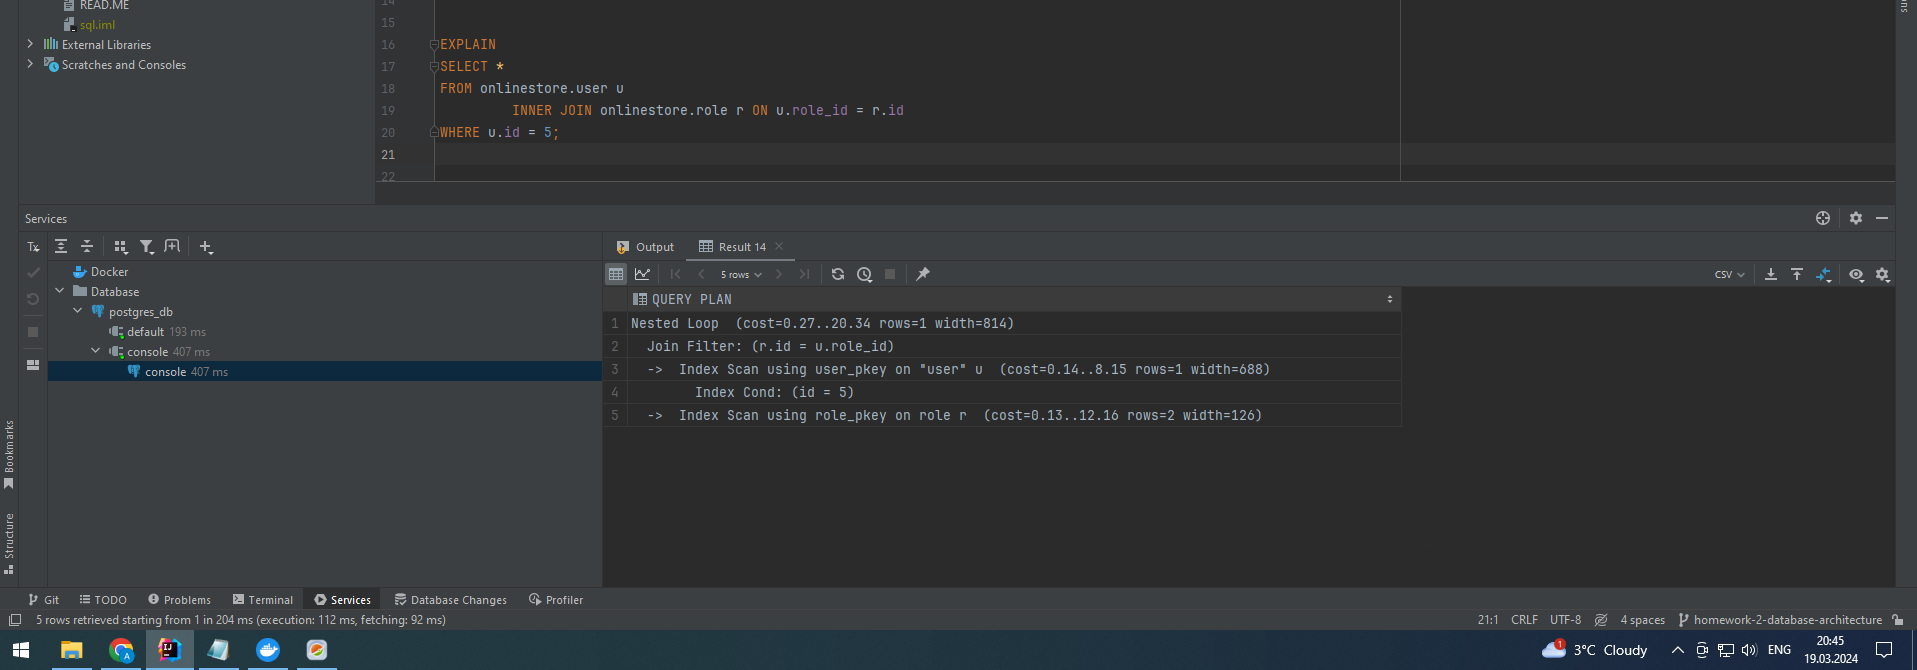 READ.ME
sql.iml
External Libraries
Scratches and Consoles
14
15
16 EXPLAIN
17 SELECT *
18 FROM onlinestore.user u
19 INNER JOIN onlinestore.role r ON u.role_id = r.id
20 WHERE u.id = 5;
21
22
Services
Tx
Docker
Database
postgres_db
default 193 ms
console 407 ms
console 407 ms
Output
Result 14
5 rows
CSV
QUERY PLAN
1 Nested Loop  (cost=0.27..20.34 rows=1 width=814)
2 Join Filter: (r.id = u.role_id)
3 ->  Index Scan using user_pkey on "user" u  (cost=0.14..8.15 rows=1 width=688)
4 Index Cond: (id = 5)
5 ->  Index Scan using role_pkey on role r  (cost=0.13..12.16 rows=2 width=126)
Bookmarks
Structure
Git
TODO
Problems
Terminal
Services
Database Changes
Profiler
5 rows retrieved starting from 1 in 204 ms (execution: 112 ms, fetching: 92 ms)
21:1 CRLF UTF-8 4 spaces homework-2-database-architecture
1
3°C Cloudy
ENG
20:45
19.03.2024